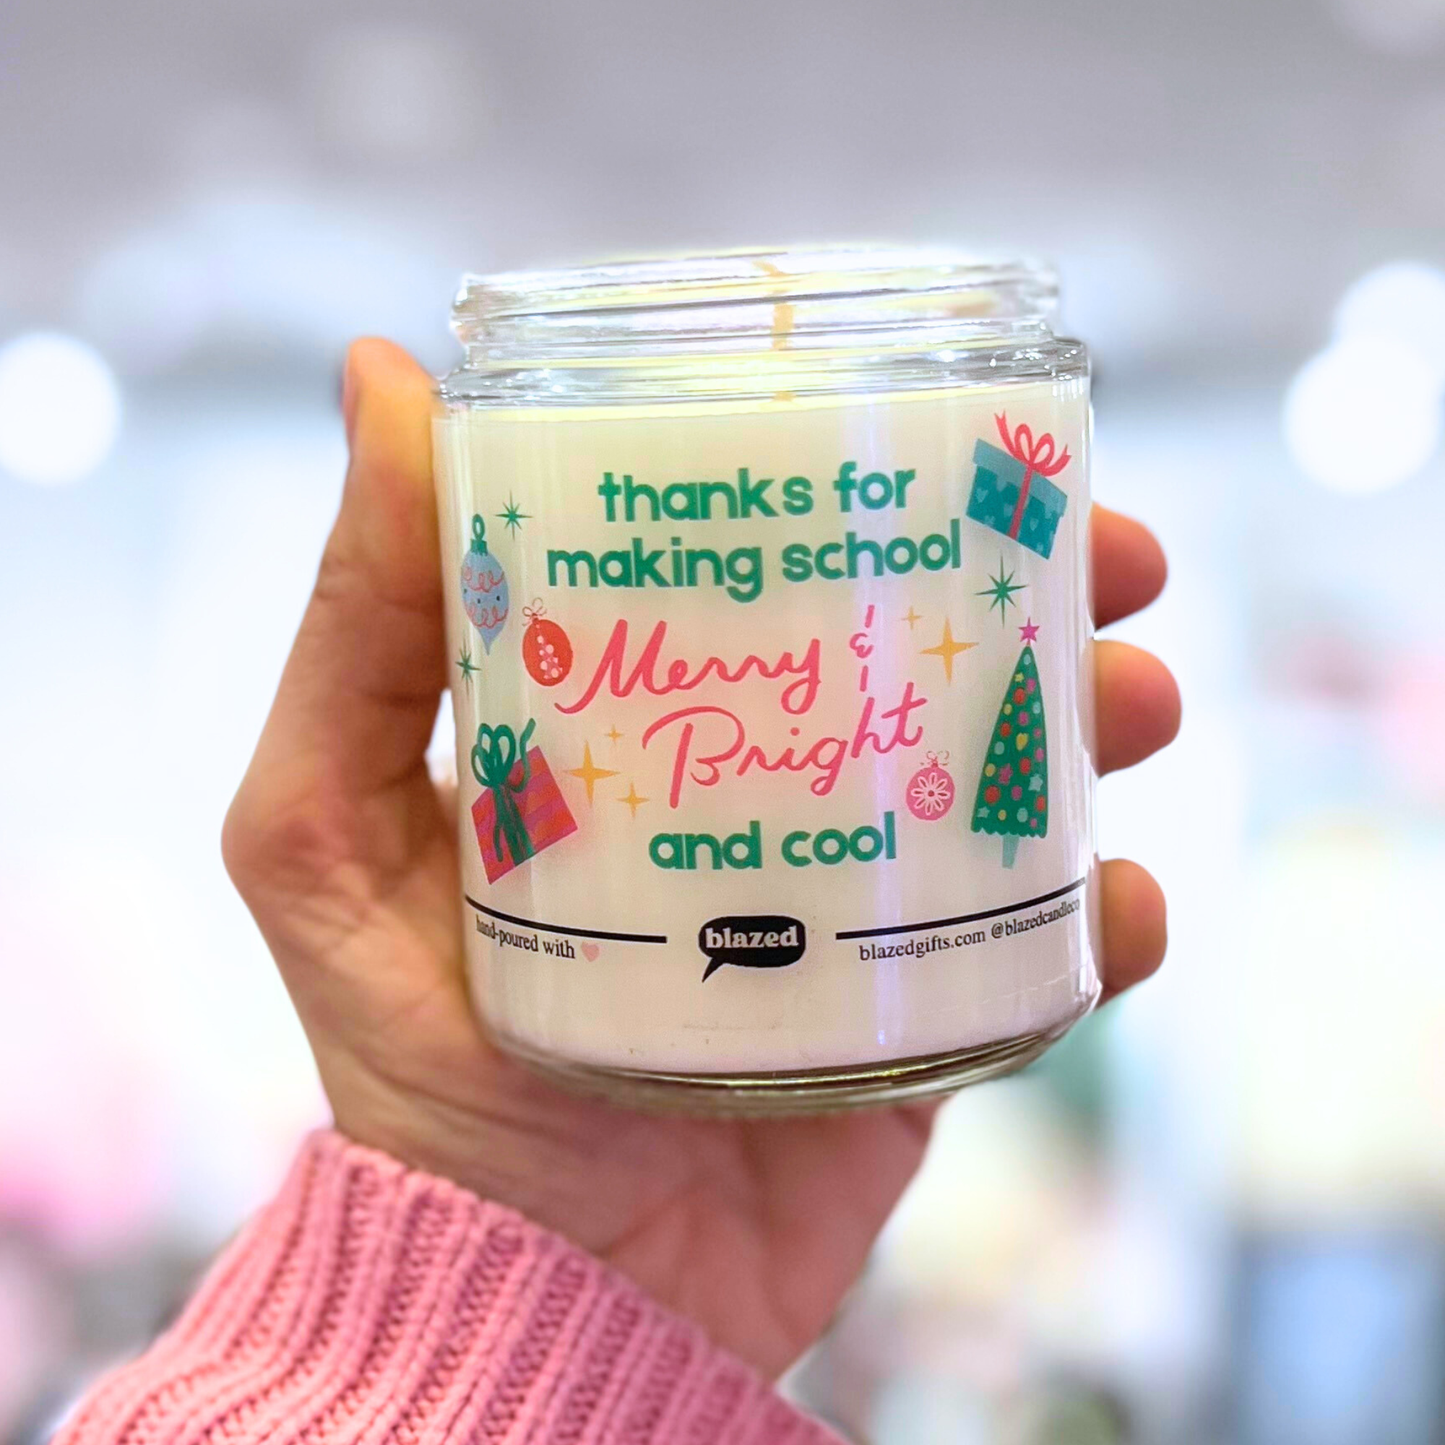 thanks for
making school
Merry &
Bright
and cool
hand-poured with
blazed
blazedgifts.com @blazedcandleco